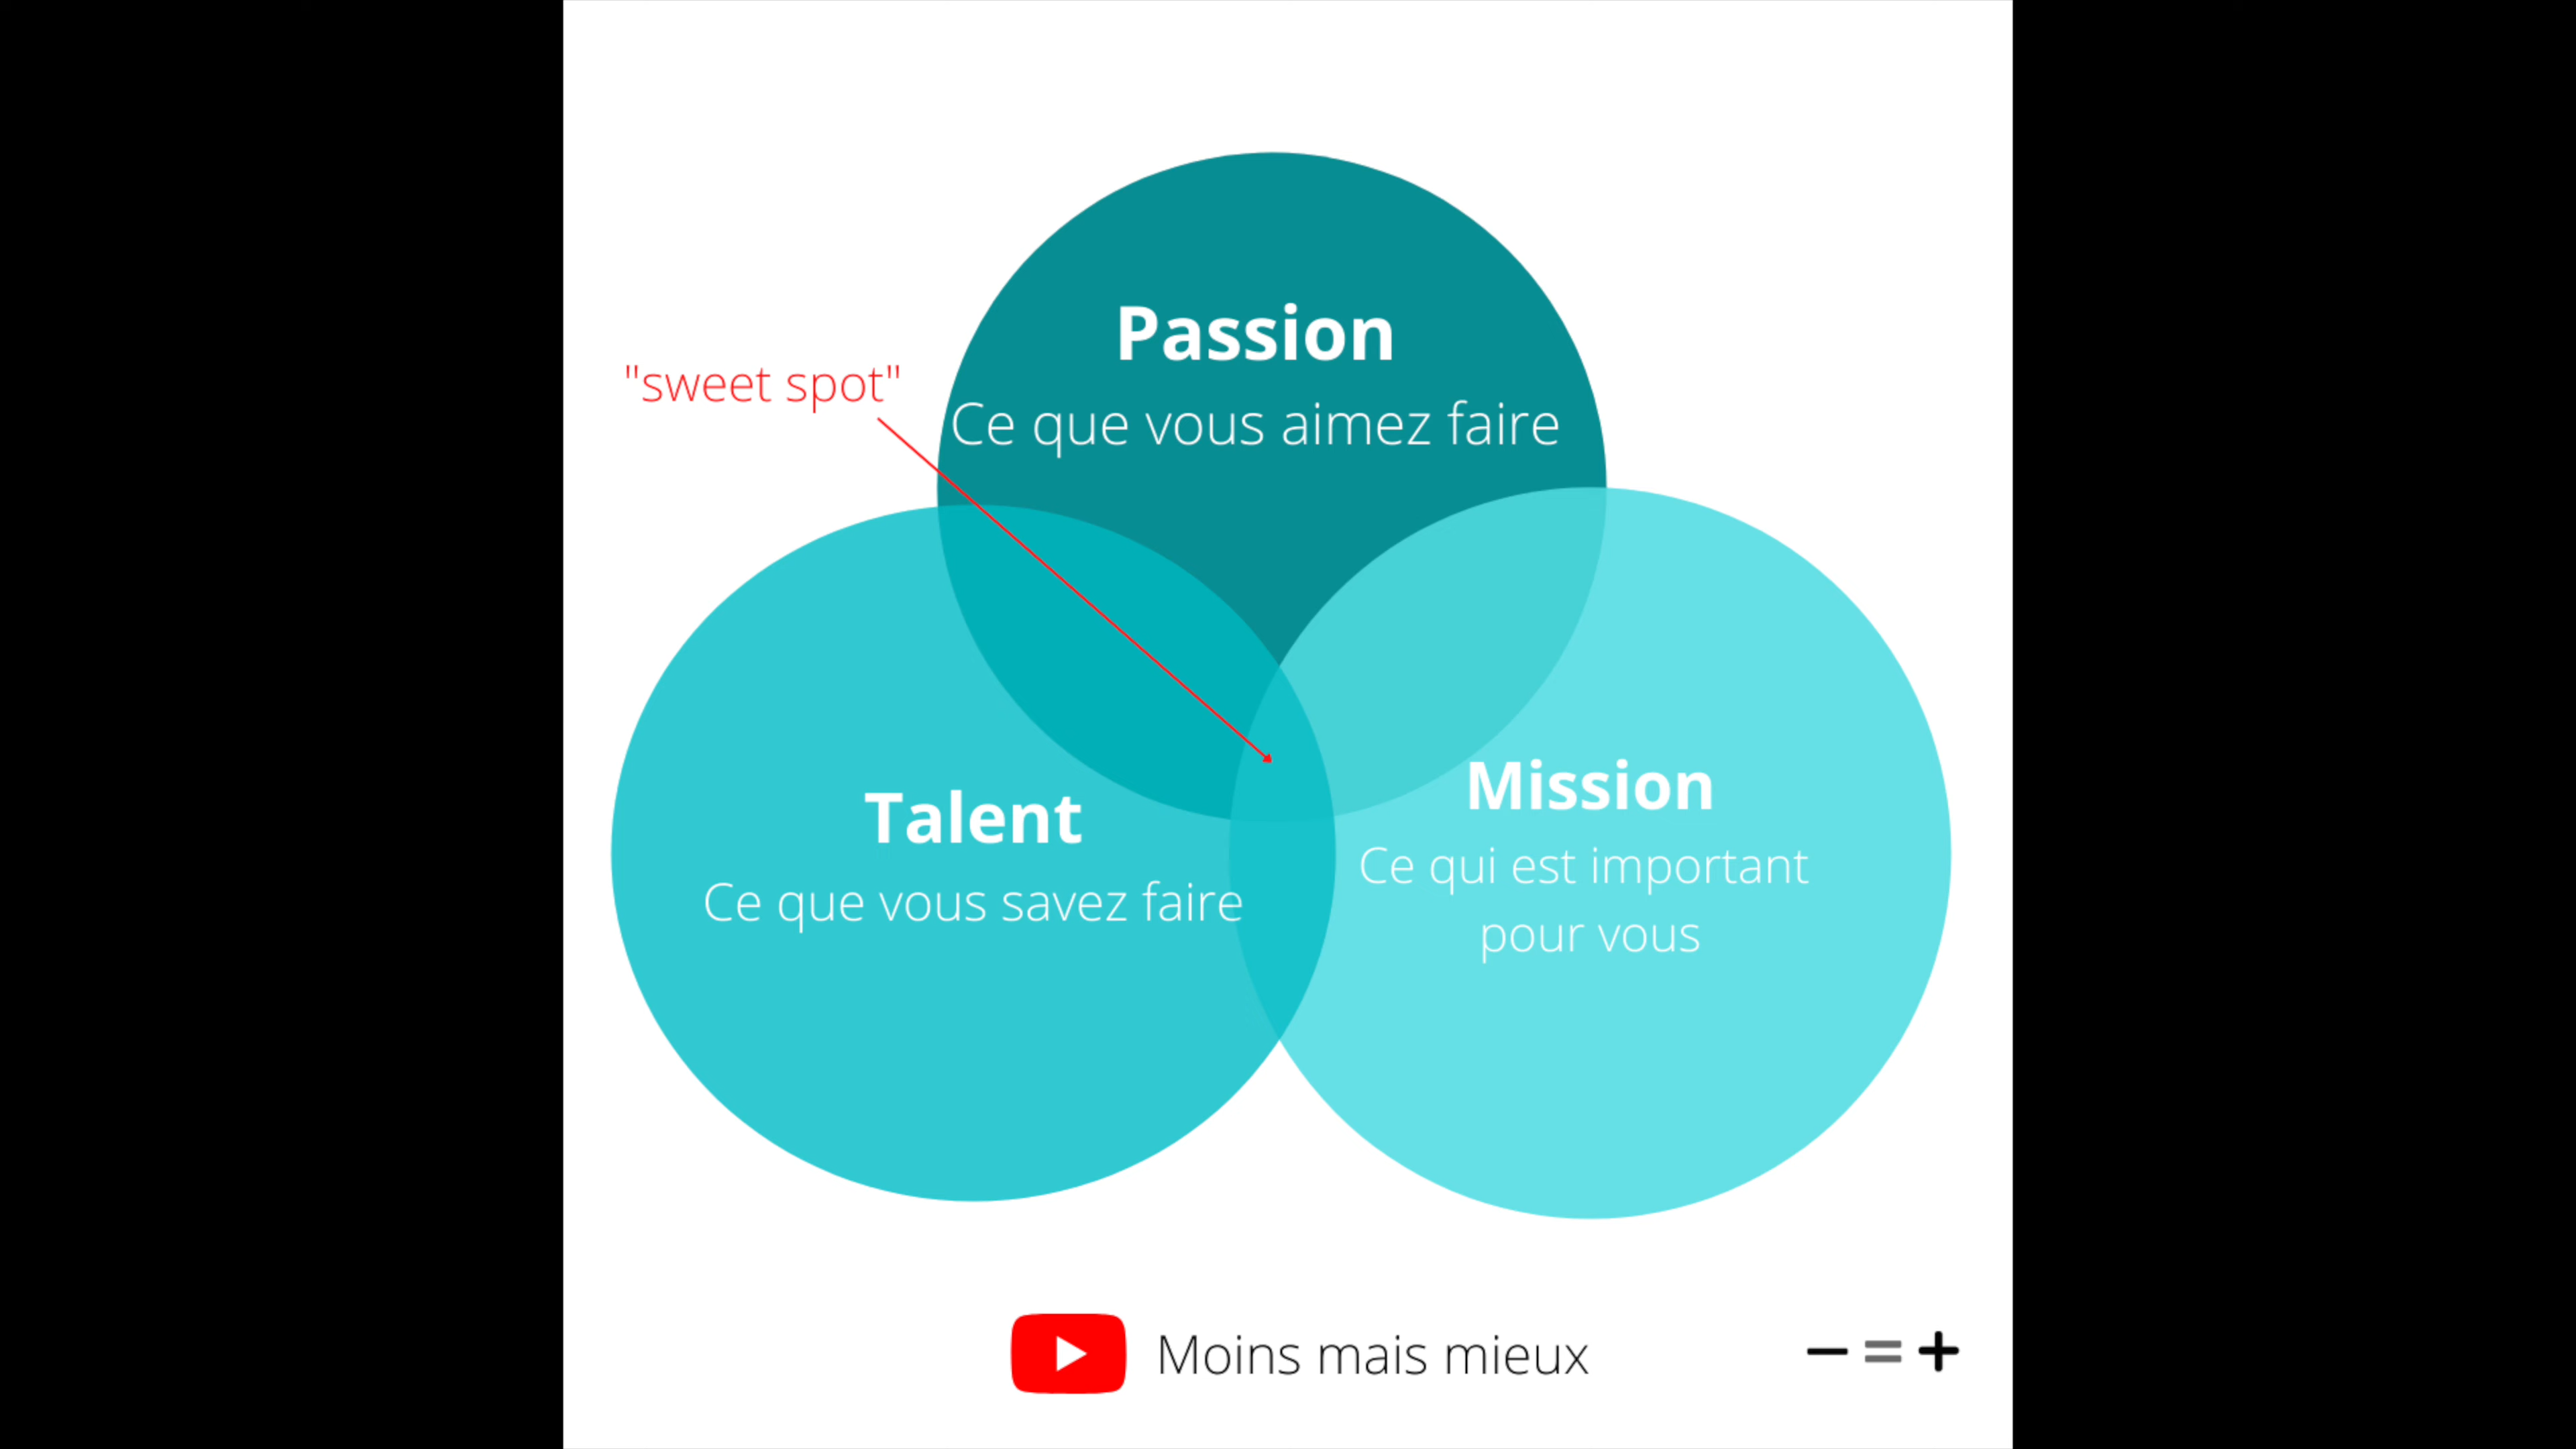 Passion
"sweet spot"
Ce que vous aimez faire
Talent
Ce que vous savez faire
Mission
Ce qui est important
pour vous
Moins mais mieux
− = +